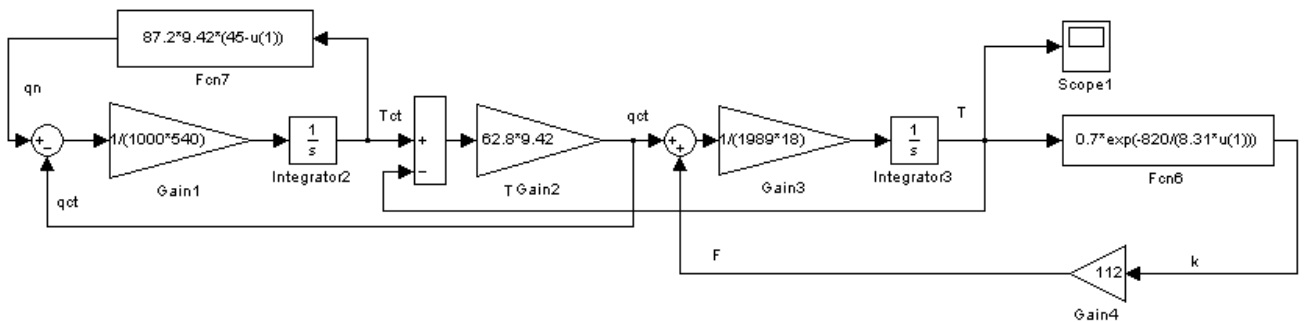 87.2*9.42*(45-u(1))
Fcn7
qn
1/(1000*540)
Gain1
1
s
Integrator2
Tct
+
−
62.8*9.42
T Gain2
qct
+
−
qct
+
+
1/(1989*18)
Gain3
1
s
Integrator3
T
Scope1
0.7*exp(-820/(8.31*u(1)))
Fcn6
F
112
k
Gain4